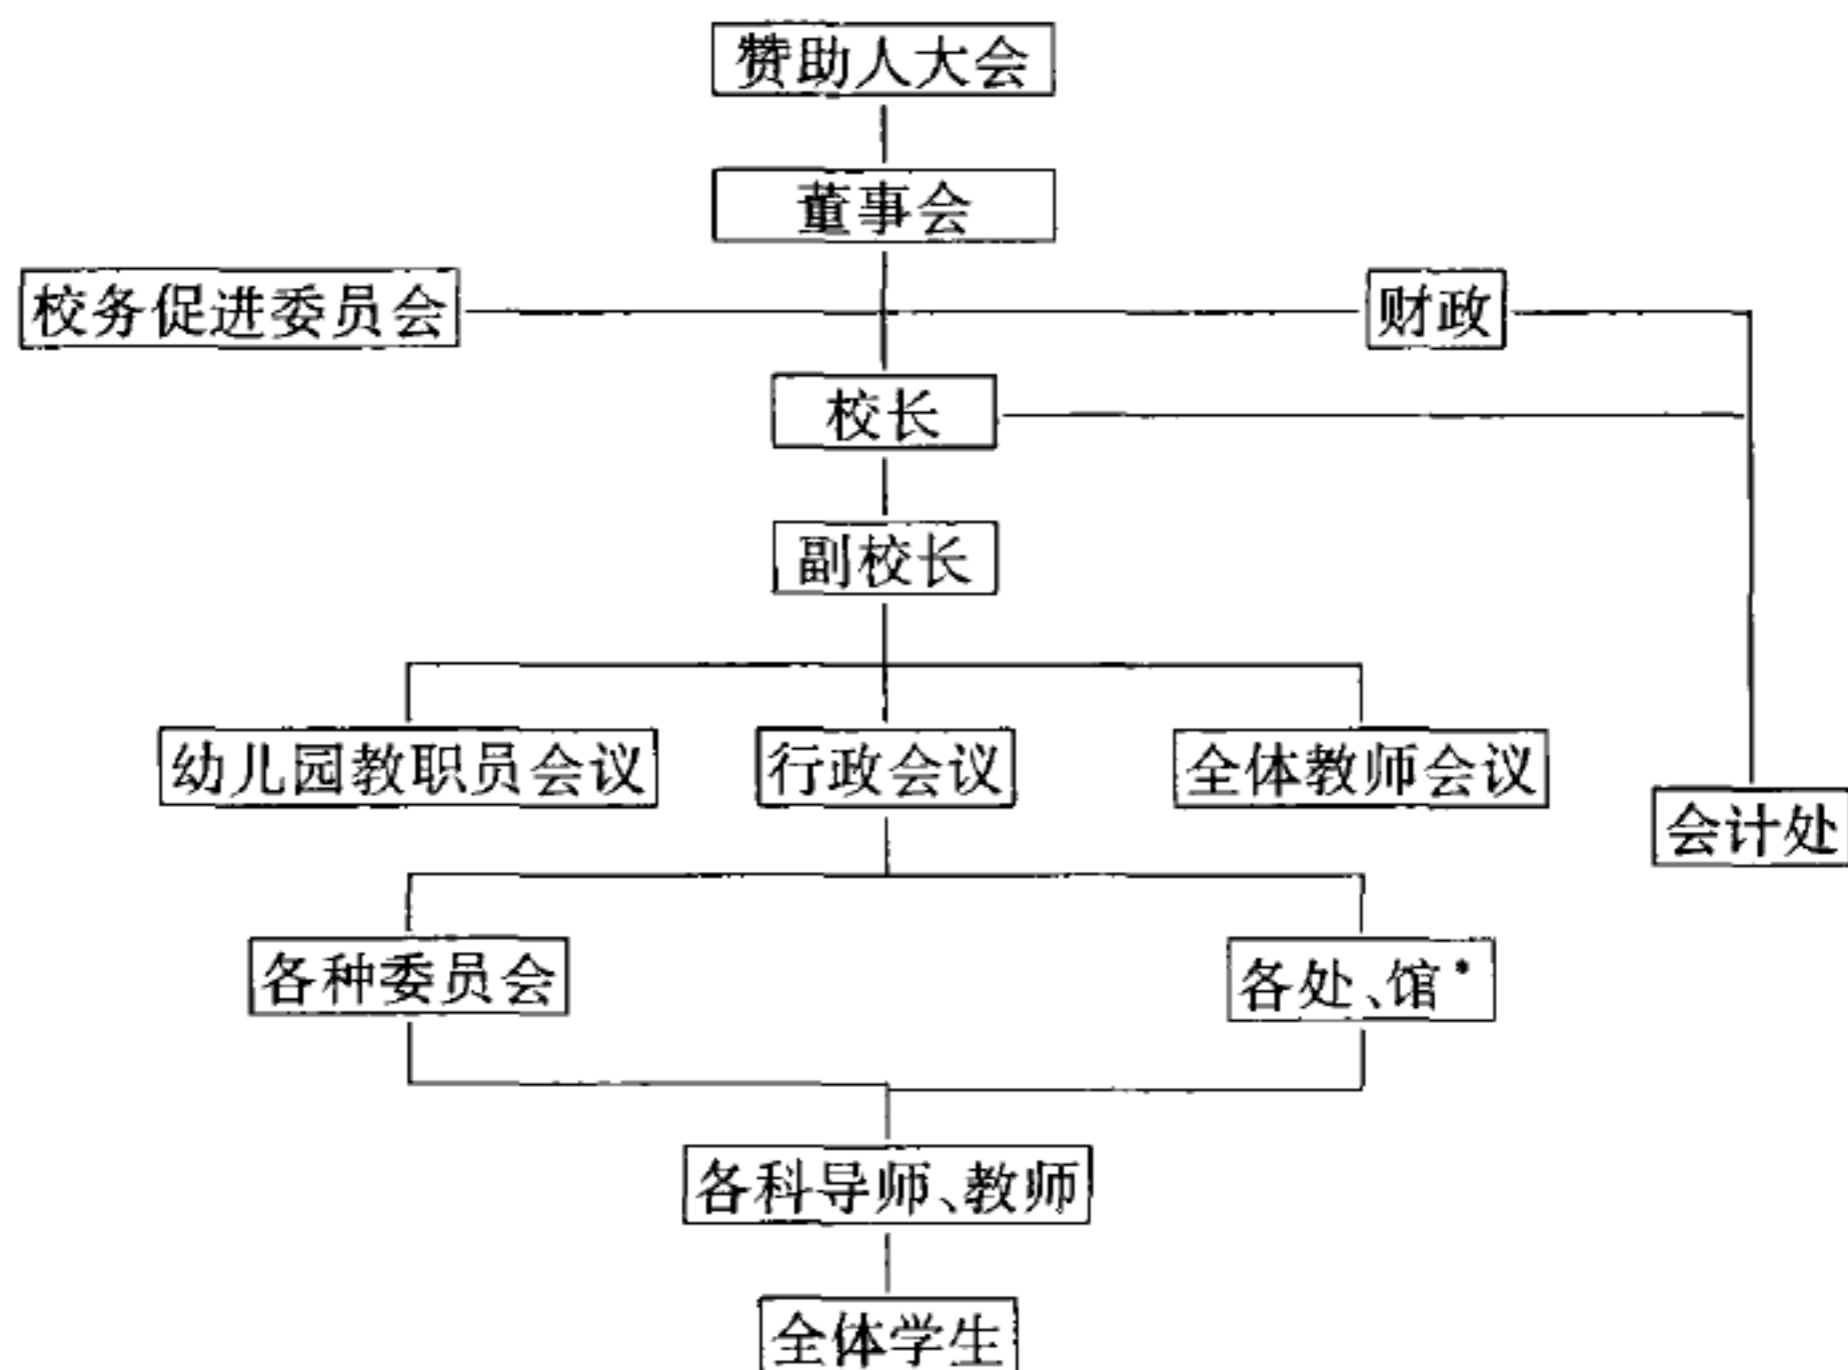 赞助人大会
董事会
校务促进委员会
财政
校长
副校长
幼儿园教职员会议
行政会议
全体教师会议
会计处
各种委员会
各处、馆*
各科导师、教师
全体学生